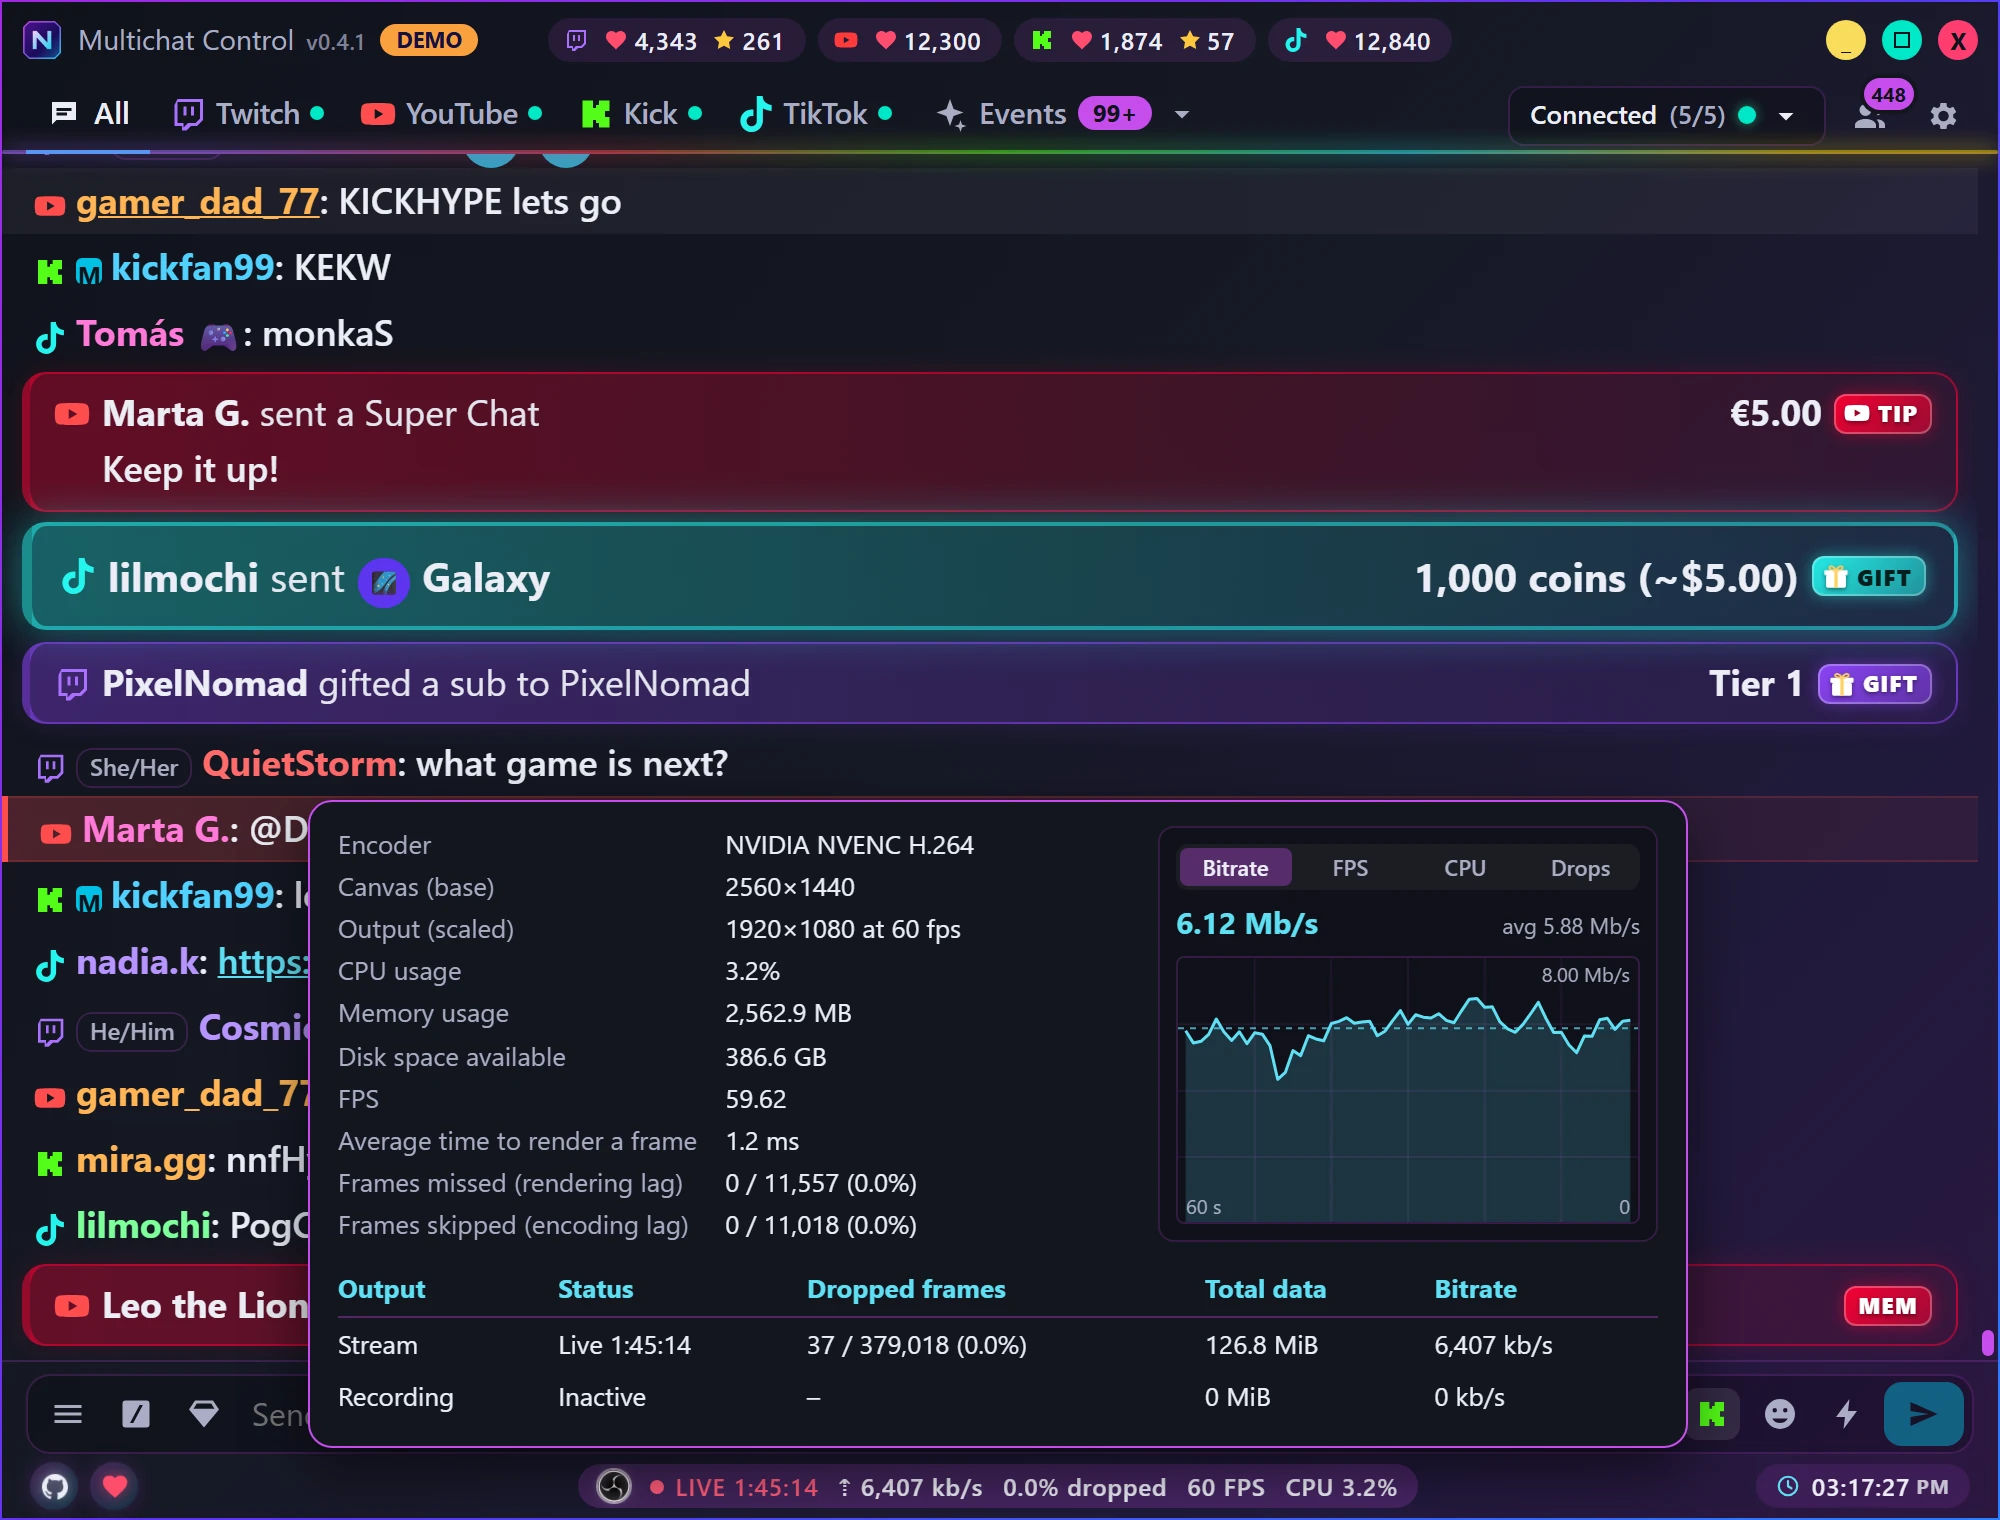 N Multichat Control v0.4.1 DEMO 4,343 261 12,300 1,874 57 12,840 _ X
All Twitch YouTube Kick TikTok Events 99+ Connected (5/5) 448
gamer_dad_77: KICKHYPE lets go
M kickfan99: KEKW
Tomás 🎮: monkaS
Marta G. sent a Super Chat €5.00 TIP
Keep it up!
lilmochi sent Galaxy 1,000 coins (~$5.00) GIFT
PixelNomad gifted a sub to PixelNomad Tier 1 GIFT
She/Her QuietStorm: what game is next?
Marta G.: @D
M kickfan99: l
nadia.k: https:
He/Him Cosmi
gamer_dad_77
mira.gg: nnfH
lilmochi: Pog
Leo the Lion MEM
Encoder NVIDIA NVENC H.264
Canvas (base) 2560×1440
Output (scaled) 1920×1080 at 60 fps
CPU usage 3.2%
Memory usage 2,562.9 MB
Disk space available 386.6 GB
FPS 59.62
Average time to render a frame 1.2 ms
Frames missed (rendering lag) 0 / 11,557 (0.0%)
Frames skipped (encoding lag) 0 / 11,018 (0.0%)
Bitrate FPS CPU Drops
6.12 Mb/s avg 5.88 Mb/s
8.00 Mb/s
60 s 0
Output Status Dropped frames Total data Bitrate
Stream Live 1:45:14 37 / 379,018 (0.0%) 126.8 MiB 6,407 kb/s
Recording Inactive – 0 MiB 0 kb/s
Send
LIVE 1:45:14 6,407 kb/s 0.0% dropped 60 FPS CPU 3.2% 03:17:27 PM